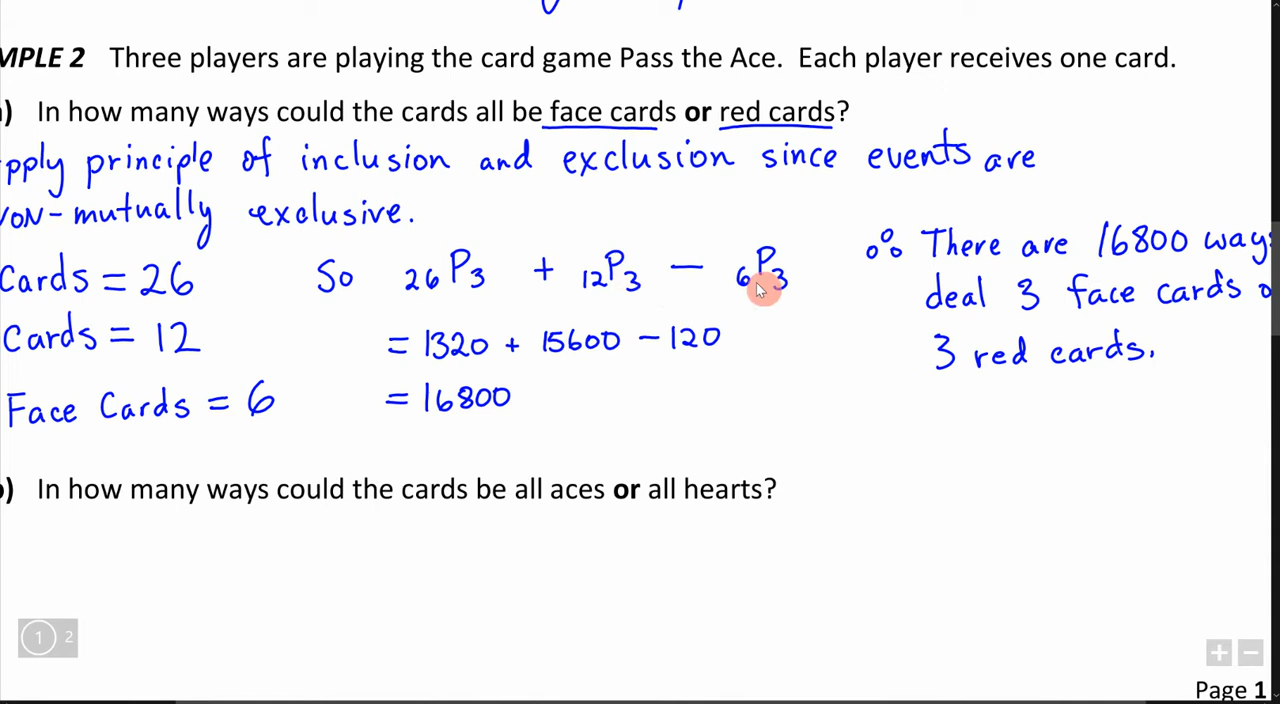 MPLE 2 Three players are playing the card game Pass the Ace. Each player receives one card.
) In how many ways could the cards all be face cards or red cards?
pply principle of inclusion and exclusion since events are
NON-mutually exclusive.
Cards = 26 So 26P3 + 12P3 - 6P3
Cards = 12 = 1320 + 15600 - 120
Face Cards = 6 = 16800
∴ There are 16800 way
deal 3 face cards o
3 red cards.
) In how many ways could the cards be all aces or all hearts?
1 2
+ -
Page 1